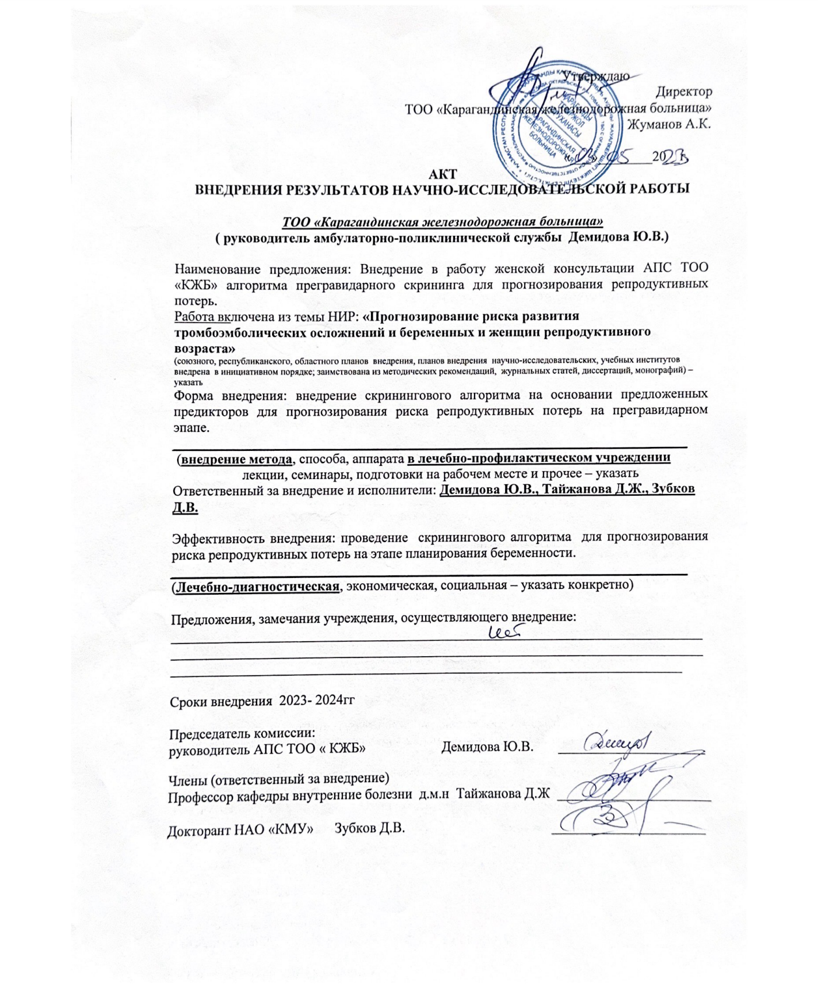 Утверждаю
Директор
ТОО «Карагандинская железнодорожная больница»
Жуманов А.К.
05 2023
ҚАРАҒАНДЫ
ТЕМІРЖОЛ
АУРУХАНАСЫ
КАРАГАНДИНСКАЯ
ЖЕЛЕЗНОДОРОЖНАЯ
БОЛЬНИЦА
АКТ
ВНЕДРЕНИЯ РЕЗУЛЬТАТОВ НАУЧНО-ИССЛЕДОВАТЕЛЬСКОЙ РАБОТЫ
ТОО «Карагандинская железнодорожная больница»
( руководитель амбулаторно-поликлинической службы Демидова Ю.В.)
Наименование предложения: Внедрение в работу женской консультации АПС ТОО
«КЖБ» алгоритма прегравидарного скрининга для прогнозирования репродуктивных
потерь.
Работа включена из темы НИР: «Прогнозирование риска развития
тромбоэмболических осложнений и беременных и женщин репродуктивного
возраста»
(союзного, республиканского, областного планов внедрения, планов внедрения научно-исследовательских, учебных институтов
внедрена в инициативном порядке; заимствована из методических рекомендаций, журнальных статей, диссертаций, монографий) –
указать
Форма внедрения: внедрение скринингового алгоритма на основании предложенных
предикторов для прогнозирования риска репродуктивных потерь на прегравидарном
этапе.
(внедрение метода, способа, аппарата в лечебно-профилактическом учреждении
лекции, семинары, подготовки на рабочем месте и прочее – указать
Ответственный за внедрение и исполнители: Демидова Ю.В., Тайжанова Д.Ж., Зубков
Д.В.
Эффективность внедрения: проведение скринингового алгоритма для прогнозирования
риска репродуктивных потерь на этапе планирования беременности.
(Лечебно-диагностическая, экономическая, социальная – указать конкретно)
Предложения, замечания учреждения, осуществляющего внедрение:
нет
Сроки внедрения 2023- 2024гг
Председатель комиссии:
руководитель АПС ТОО « КЖБ» Демидова Ю.В.
Члены (ответственный за внедрение)
Профессор кафедры внутренние болезни д.м.н Тайжанова Д.Ж
Докторант НАО «КМУ» Зубков Д.В.